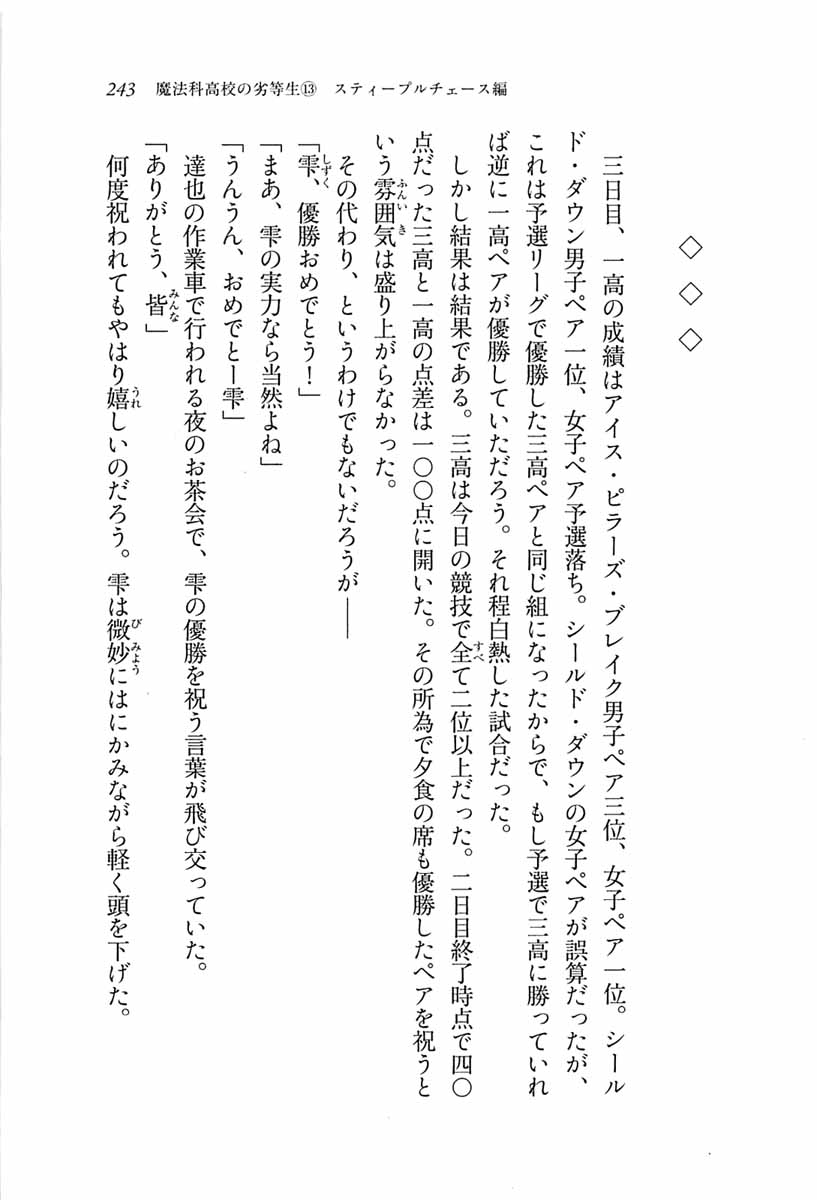 243 魔法科高校の劣等生⑬ スティープルチェース編
◇ ◇ ◇
三日目、一高の成績はアイス・ピラーズ・ブレイク男子ペア三位、女子ペア一位。シール
ド・ダウン男子ペア一位、女子ペア予選落ち。シールド・ダウンの女子ペアが誤算だったが、
これは予選リーグで優勝した三高ペアと同じ組になったからで、もし予選で三高に勝っていれ
ば逆に一高ペアが優勝していただろう。それ程白熱した試合だった。
しかし結果は結果である。三高は今日の競技で全て二位以上だった。二日目終了時点で四〇
点だった三高と一高の点差は一〇〇点に開いた。その所為で夕食の席も優勝したペアを祝うと
いう雰囲気は盛り上がらなかった。
その代わり、というわけでもないだろうが――
「雫、優勝おめでとう！」
「まあ、雫の実力なら当然よね」
「うんうん、おめでとー雫」
達也の作業車で行われる夜のお茶会で、雫の優勝を祝う言葉が飛び交っていた。
「ありがとう、皆」
何度祝われてもやはり嬉しいのだろう。雫は微妙にはにかみながら軽く頭を下げた。